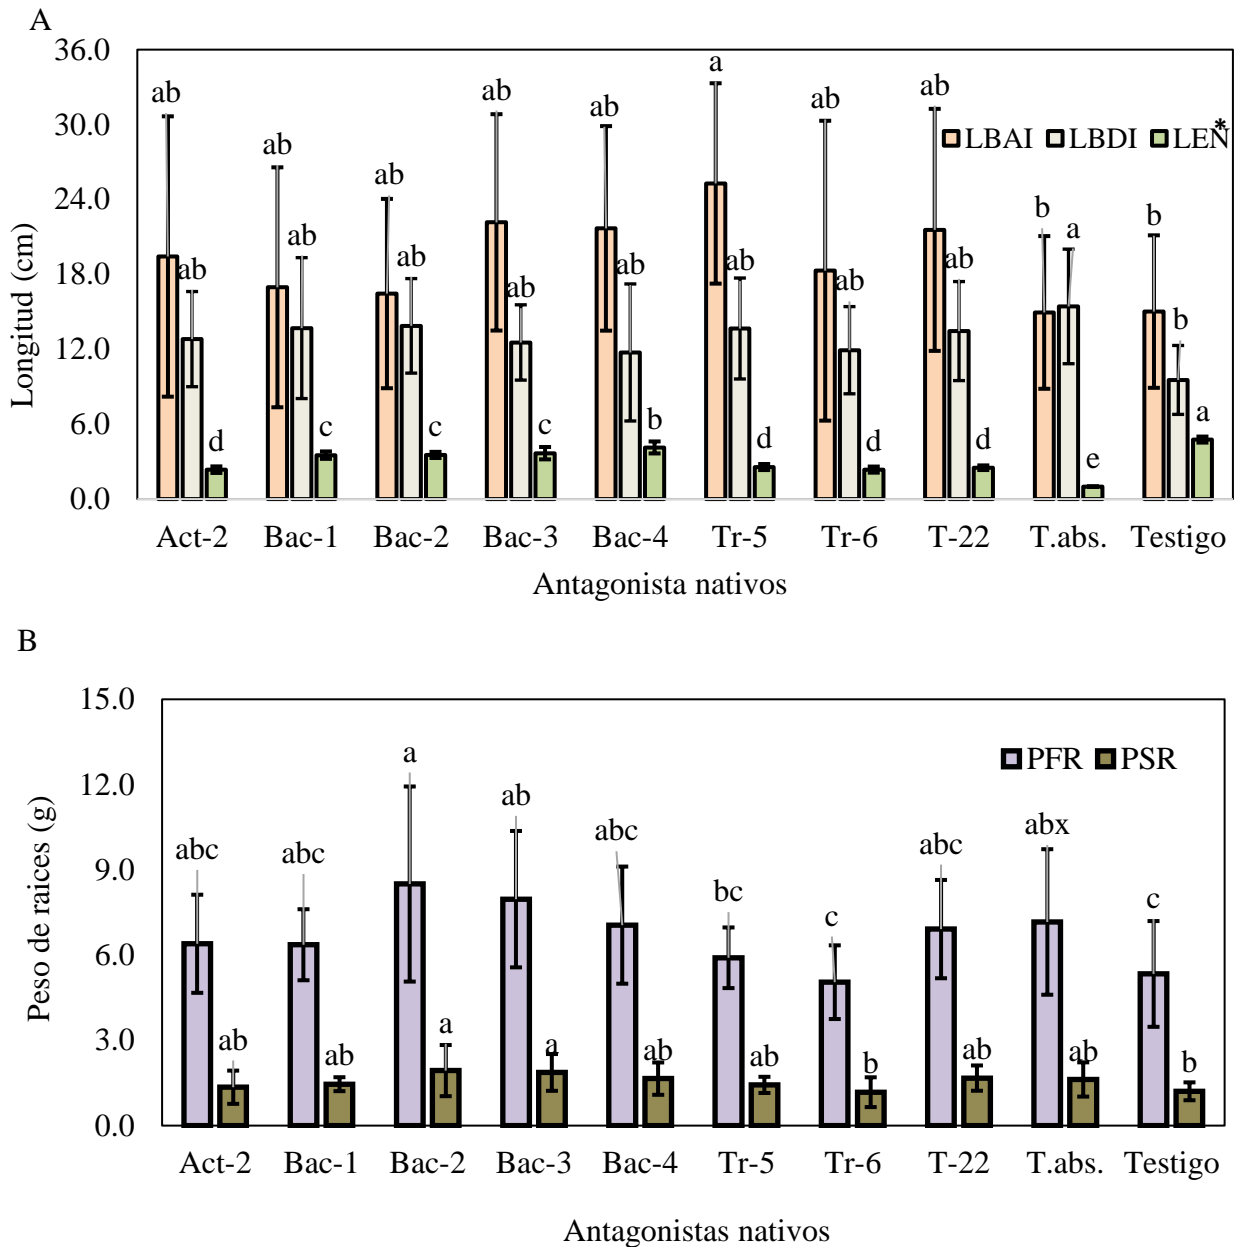 A
36.0
30.0
24.0
18.0
12.0
6.0
0.0
Longitud (cm)
LBAI LBDI LEN*
ab ab d
ab ab c
ab ab c
ab ab c
ab ab b
a ab d
ab ab d
ab ab d
b a e
b b a
Act-2 Bac-1 Bac-2 Bac-3 Bac-4 Tr-5 Tr-6 T-22 T.abs. Testigo
Antagonista nativos
B
15.0
12.0
9.0
6.0
3.0
0.0
Peso de raices (g)
PFR PSR
abc ab
abc ab
a a
ab a
abc ab
bc ab
c b
abc ab
abx ab
c b
Act-2 Bac-1 Bac-2 Bac-3 Bac-4 Tr-5 Tr-6 T-22 T.abs. Testigo
Antagonistas nativos